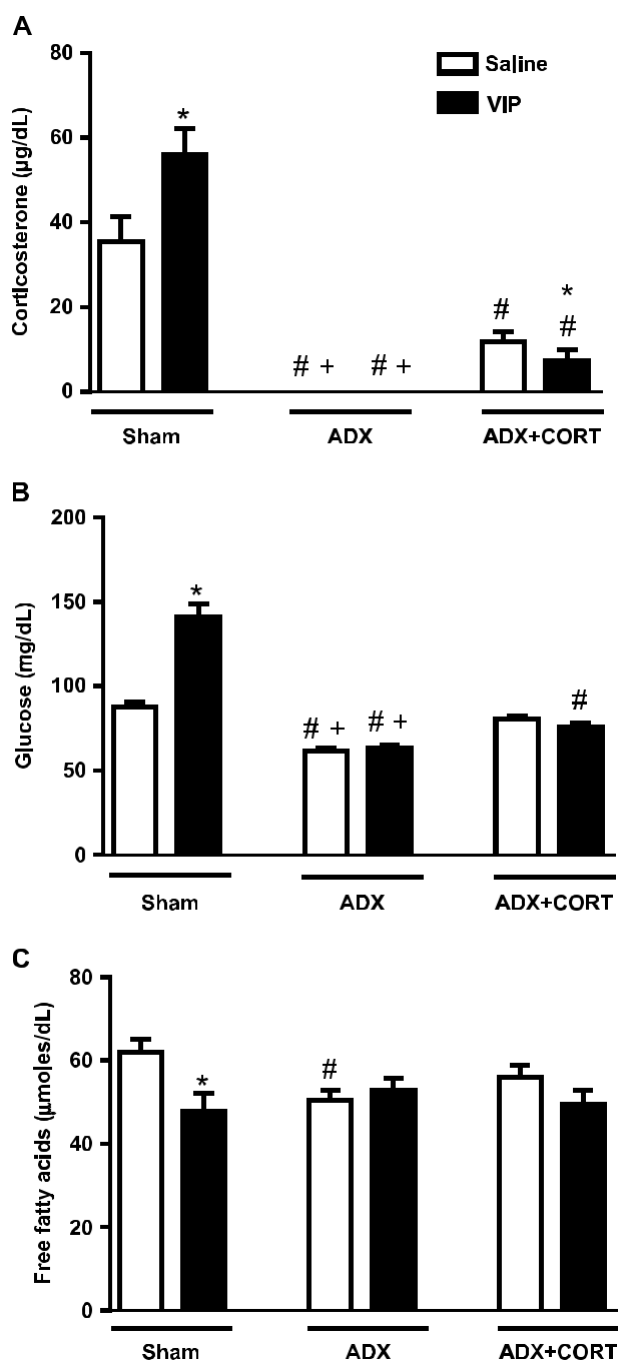 A
80
60
40
20
0
Corticosterone (µg/dL)
Saline
VIP
*
# + # +
#
*
#
Sham ADX ADX+CORT
B
200
150
100
50
0
Glucose (mg/dL)
*
# + # +
#
Sham ADX ADX+CORT
C
80
60
40
20
0
Free fatty acids (µmoles/dL)
*
#
Sham ADX ADX+CORT